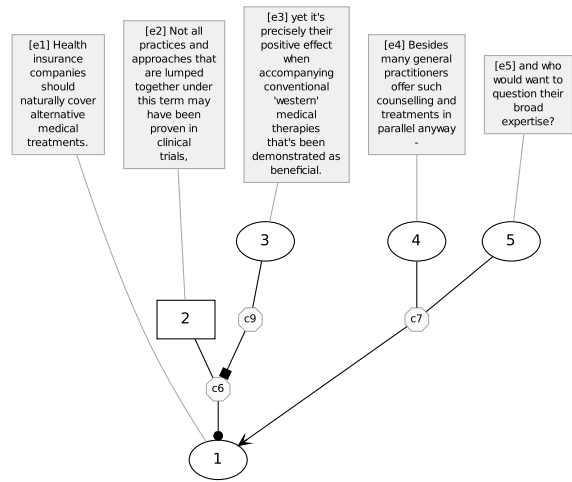 [e1] Health
insurance
companies
should
naturally cover
alternative
medical
treatments.
[e2] Not all
practices and
approaches that
are lumped
together under
this term may
have been
proven in
clinical
trials,
[e3] yet it's
precisely their
positive effect
when
accompanying
conventional
'western'
medical
therapies
that's been
demonstrated as
beneficial.
[e4] Besides
many general
practitioners
offer such
counselling and
treatments in
parallel anyway
-
[e5] and who
would want to
question their
broad
expertise?
3
4
5
2
c9
c7
c6
1